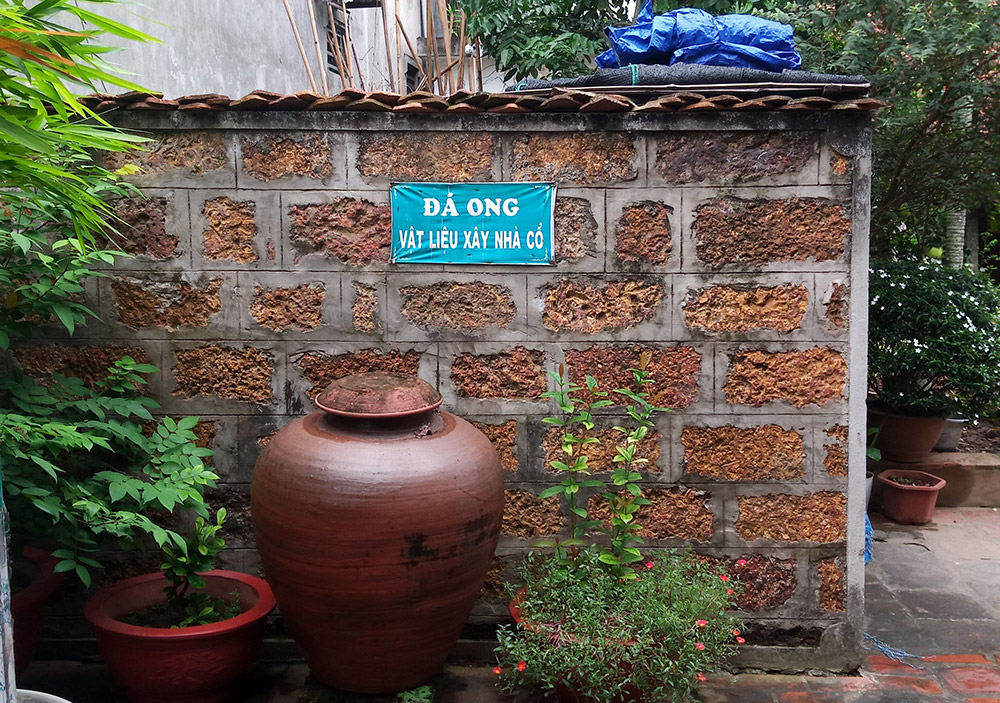 ĐÁ ONG
VẬT LIỆU XÂY NHÀ CỔ